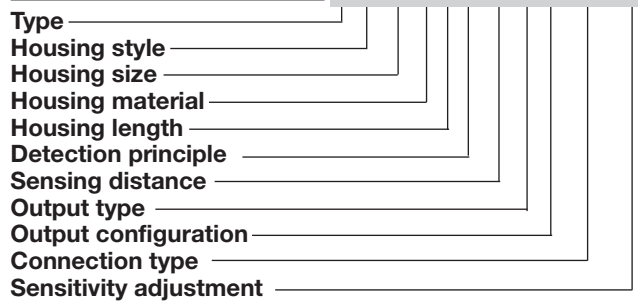 Type
Housing style
Housing size
Housing material
Housing length
Detection principle
Sensing distance
Output type
Output configuration
Connection type
Sensitivity adjustment